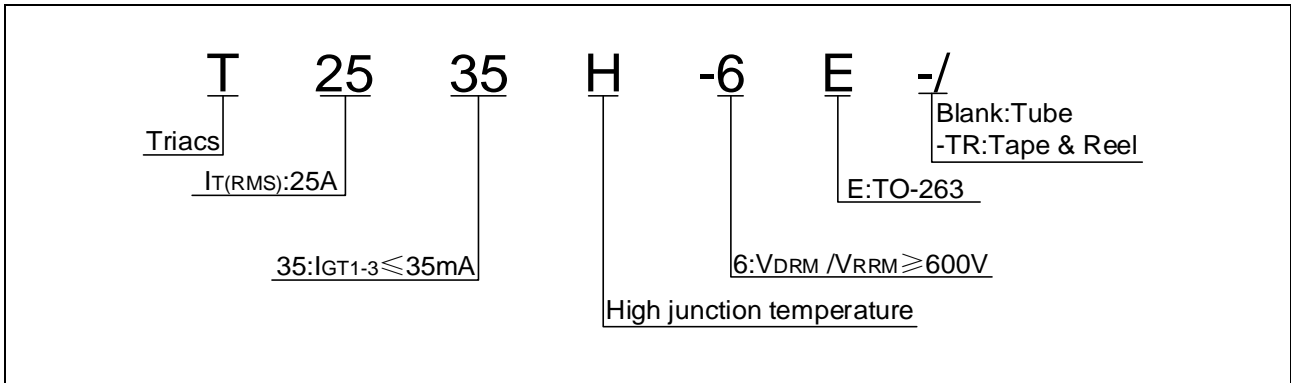 T 25 35 H -6 E -/
Blank:Tube
Triacs
-TR:Tape & Reel
IT(RMS):25A
E:TO-263
35:IGT1-3≤35mA
6:VDRM /VRRM≥600V
High junction temperature